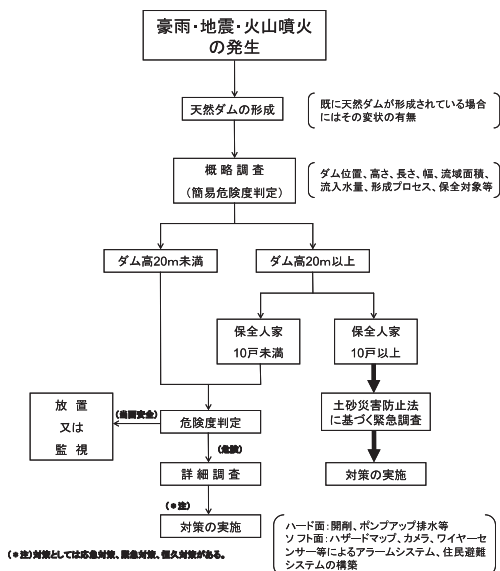 豪雨・地震・火山噴火
の発生
天然ダムの形成
既に天然ダムが形成されている場合
にはその変状の有無
概略調査
(簡易危険度判定)
ダム位置、高さ、長さ、幅、流域面積、
流入水量、形成プロセス、保全対象等
ダム高20m未満
ダム高20m以上
保全人家
10戸未満
保全人家
10戸以上
放置
又は
監視
(当面安全)
危険度判定
土砂災害防止法
に基づく緊急調査
(危険)
詳細調査
対策の実施
(*注)
対策の実施
ハード面:開削、ポンプアップ排水等
ソフト面:ハザードマップ、カメラ、ワイヤーセ
ンサー等によるアラームシステム、住民避難
システムの構築
(*注)対策としては応急対策、緊急対策、恒久対策がある。